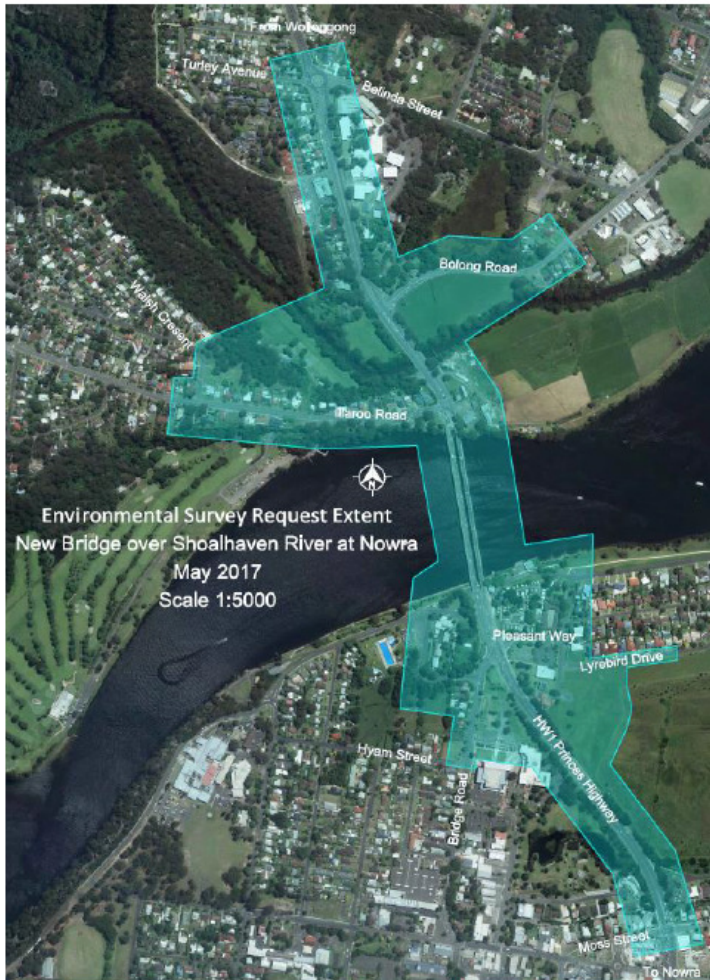 From Wollongong
Turley Avenue
Belinda Street
Bolong Road
Walsh Cresent
Illaroo Road
N
Environmental Survey Request Extent
New Bridge over Shoalhaven River at Nowra
May 2017
Scale 1:5000
Pleasant Way
Lyrebird Drive
HW1 Princes Highway
Hyam Street
Bridge Road
Moss Street
To Nowra